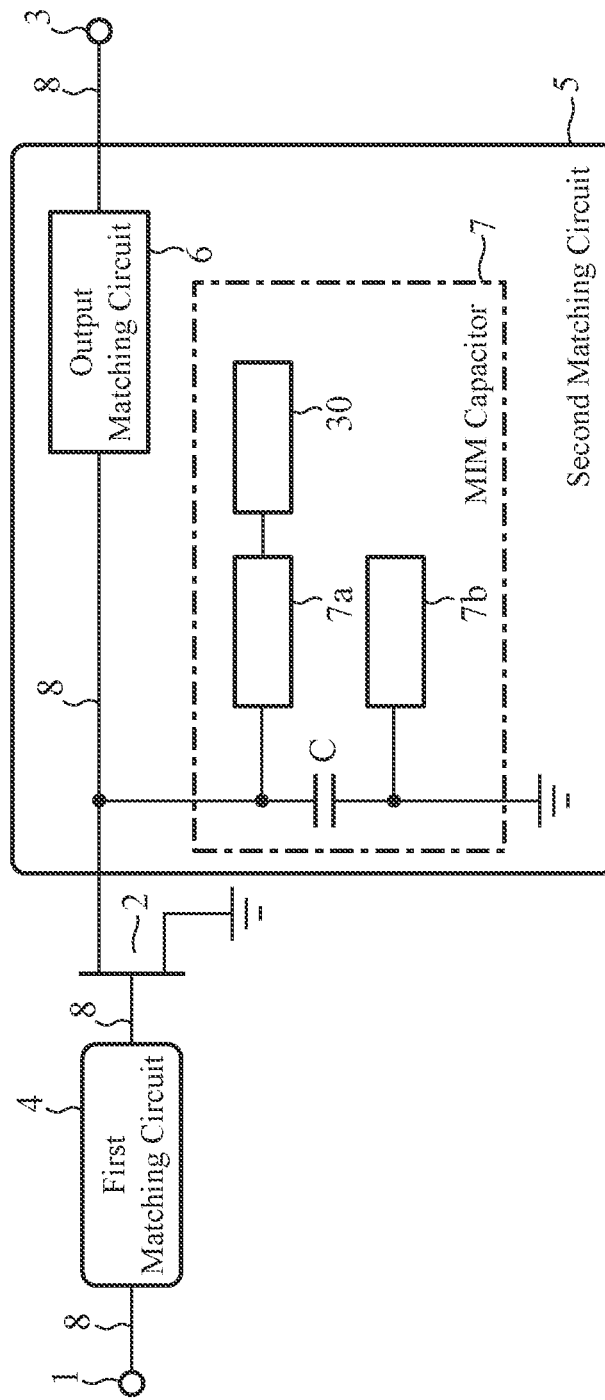 1
8
4
First
Matching Circuit
8
2
8
Output
Matching Circuit
6
8
3
C
7a
30
7b
MIM Capacitor
7
Second Matching Circuit
5